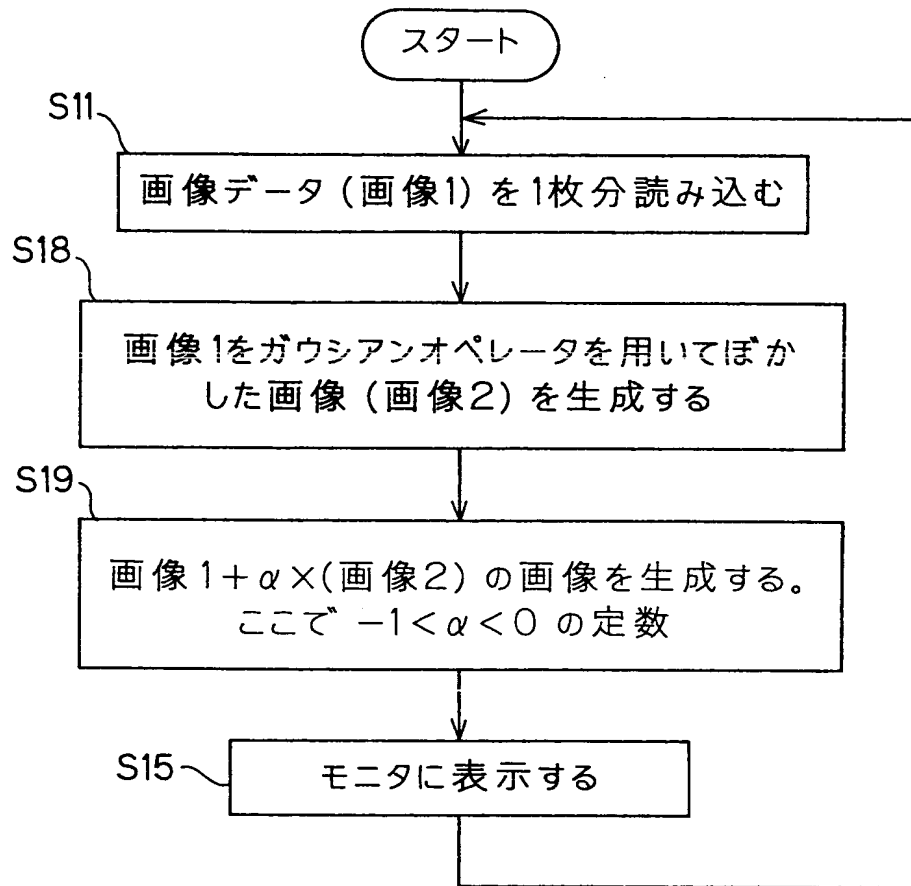 スタート
S11
画像データ(画像1)を1枚分読み込む
S18
画像1をガウシアンオペレータを用いてぼか
した画像(画像2)を生成する
S19
画像1+α×(画像2)の画像を生成する。
ここで -1<α<0 の定数
S15
モニタに表示する